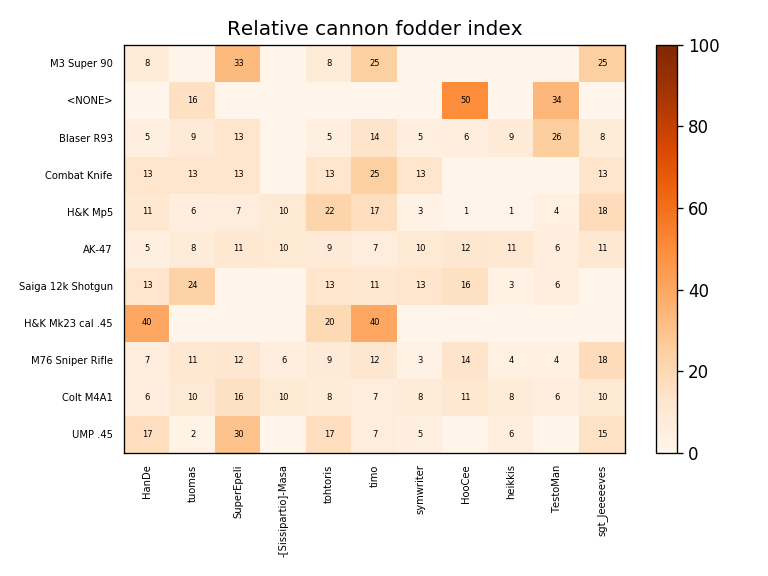 Relative cannon fodder index
M3 Super 90 8 33 8 25 25
<NONE> 16 50 34
Blaser R93 5 9 13 5 14 5 6 9 26 8
Combat Knife 13 13 13 13 25 13 13
H&K Mp5 11 6 7 10 22 17 3 1 1 4 18
AK-47 5 8 11 10 9 7 10 12 11 6 11
Saiga 12k Shotgun 13 24 13 11 13 16 3 6
H&K Mk23 cal .45 40 20 40
M76 Sniper Rifle 7 11 12 6 9 12 3 14 4 4 18
Colt M4A1 6 10 16 10 8 7 8 11 8 6 10
UMP .45 17 2 30 17 7 5 6 15
HanDe
tuomas
SuperEpeli
-[Sissipartio]-Masa
tohtoris
timo
symwriter
HooCee
heikkis
TestoMan
sgt_Jeeeeeves
100
80
60
40
20
0